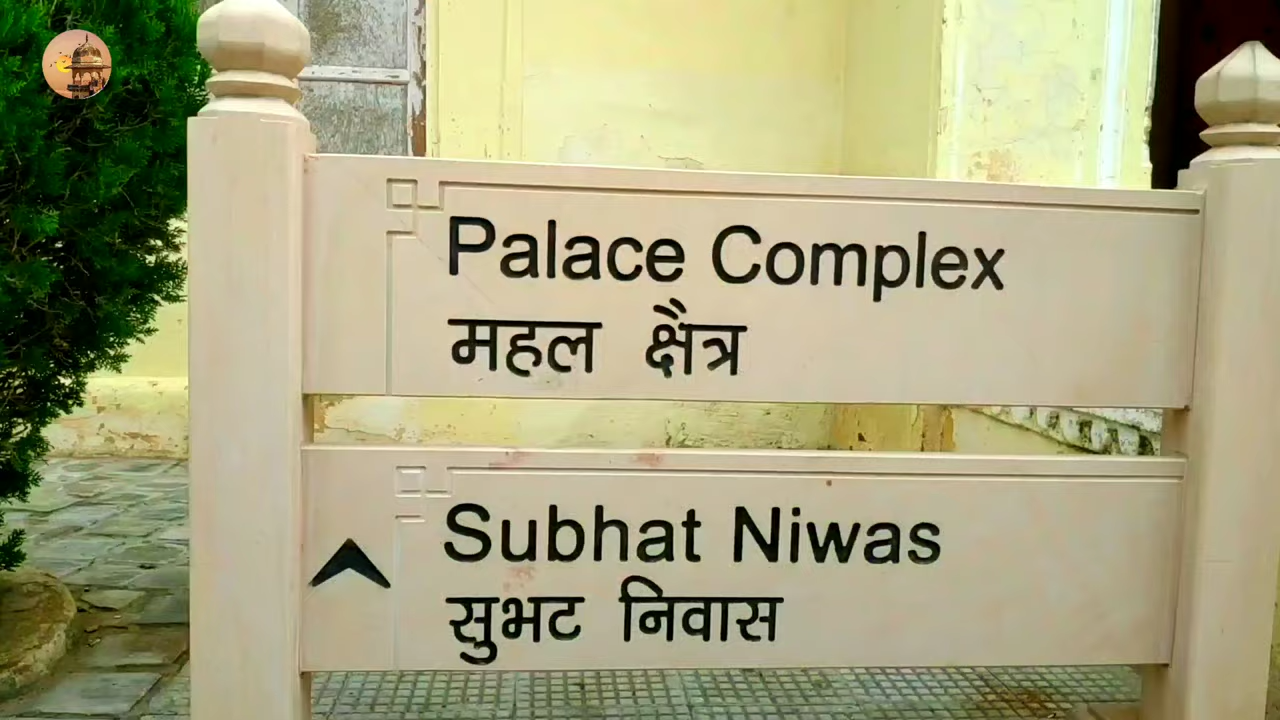 Palace Complex
महल क्षैत्र
Subhat Niwas
सुभट निवास